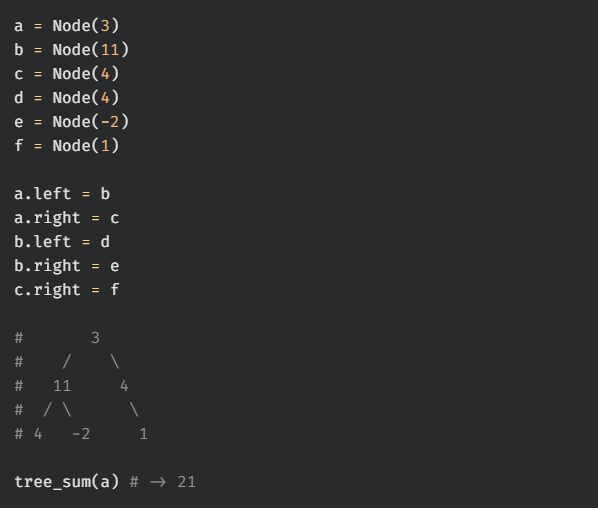 a = Node(3)
b = Node(11)
c = Node(4)
d = Node(4)
e = Node(-2)
f = Node(1)

a.left = b
a.right = c
b.left = d
b.right = e
c.right = f

#       3
#    /    \
#   11     4
#  / \      \
# 4   -2     1

tree_sum(a) # -> 21